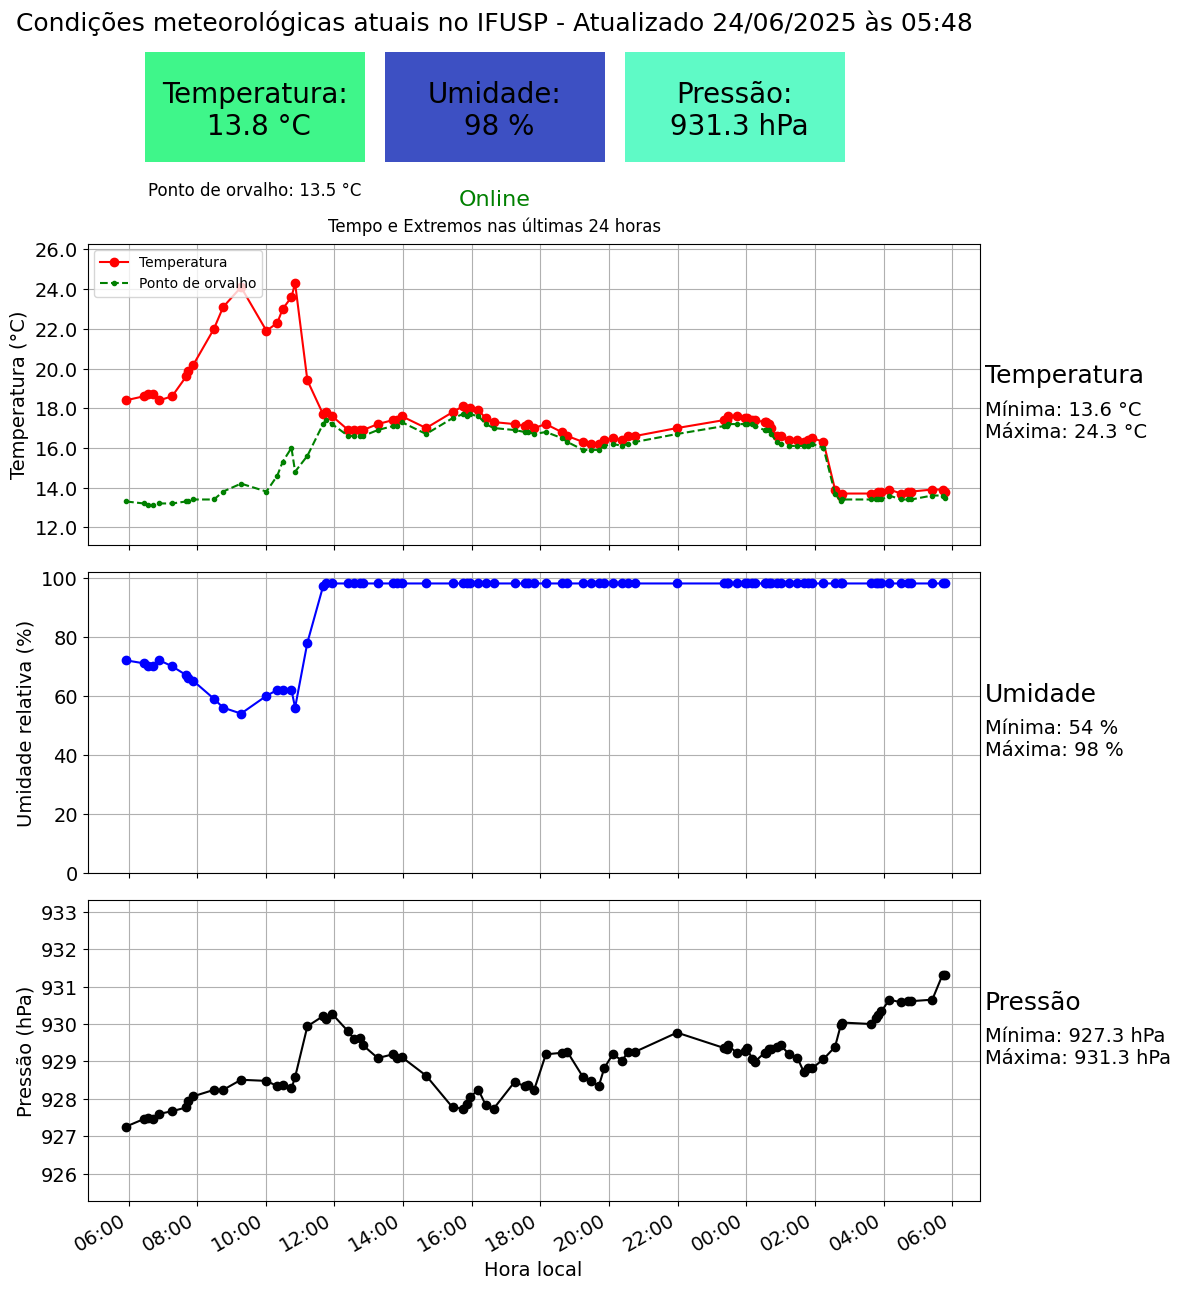 Condições meteorológicas atuais no IFUSP - Atualizado 24/06/2025 às 05:48
Temperatura:
13.8 °C
Umidade:
98 %
Pressão:
931.3 hPa
Ponto de orvalho: 13.5 °C
Online
Tempo e Extremos nas últimas 24 horas
Temperatura (°C)
26.0
24.0
22.0
20.0
18.0
16.0
14.0
12.0
Temperatura
Ponto de orvalho
Temperatura
Mínima: 13.6 °C
Máxima: 24.3 °C
Umidade relativa (%)
100
80
60
40
20
0
Umidade
Mínima: 54 %
Máxima: 98 %
Pressão (hPa)
933
932
931
930
929
928
927
926
Pressão
Mínima: 927.3 hPa
Máxima: 931.3 hPa
06:00
08:00
10:00
12:00
14:00
16:00
18:00
20:00
22:00
00:00
02:00
04:00
06:00
Hora local